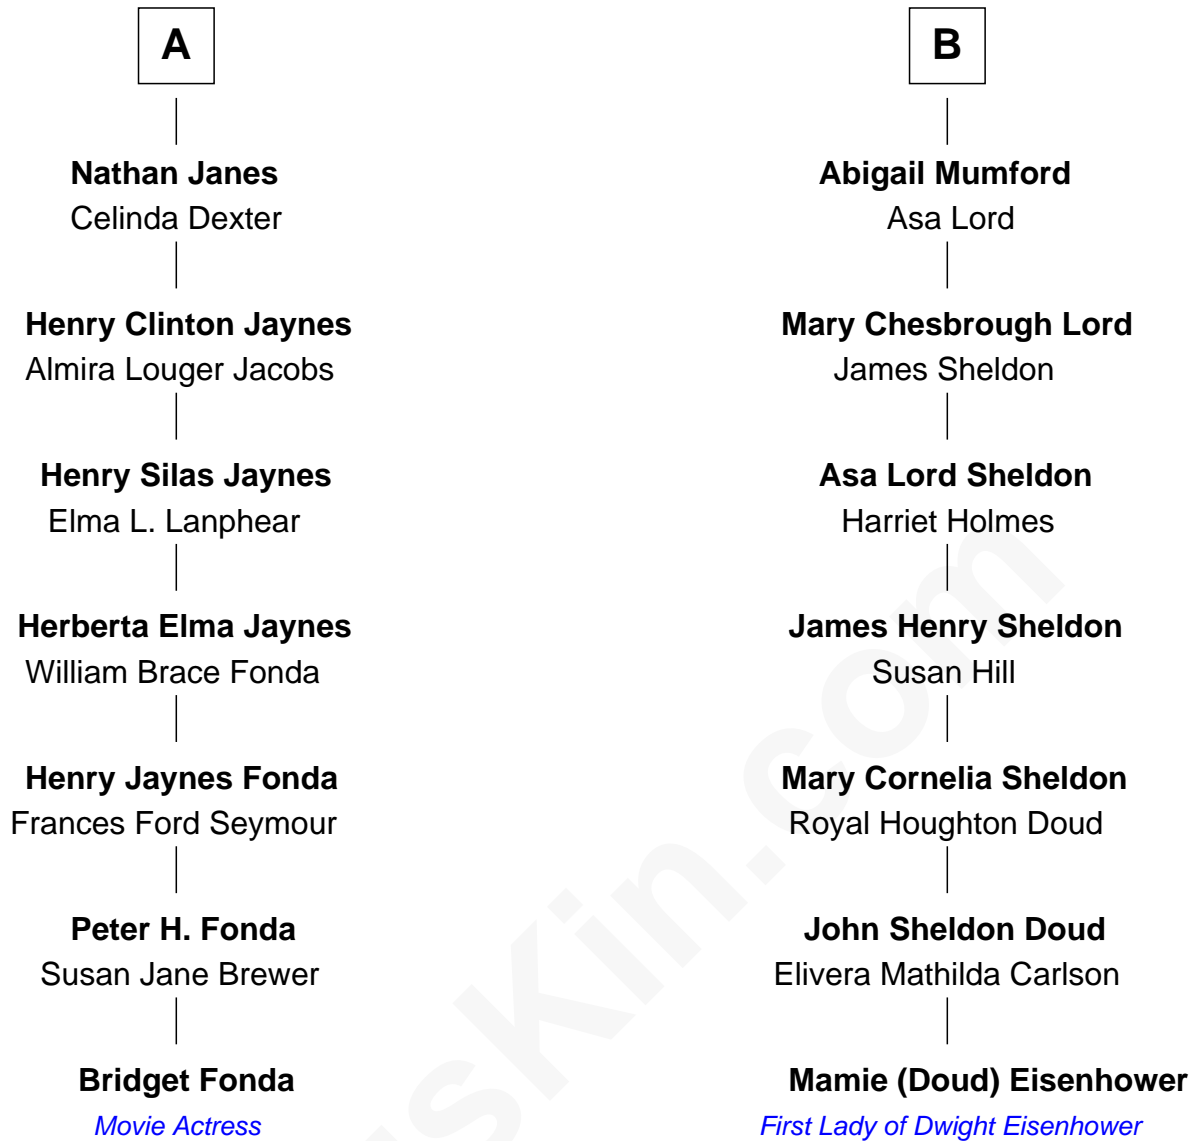 A
Nathan Janes
Celinda Dexter
Henry Clinton Jaynes
Almira Louger Jacobs
Henry Silas Jaynes
Elma L. Lanphear
Herberta Elma Jaynes
William Brace Fonda
Henry Jaynes Fonda
Frances Ford Seymour
Peter H. Fonda
Susan Jane Brewer
Bridget Fonda
Movie Actress
B
Abigail Mumford
Asa Lord
Mary Chesbrough Lord
James Sheldon
Asa Lord Sheldon
Harriet Holmes
James Henry Sheldon
Susan Hill
Mary Cornelia Sheldon
Royal Houghton Doud
John Sheldon Doud
Elivera Mathilda Carlson
Mamie (Doud) Eisenhower
First Lady of Dwight Eisenhower